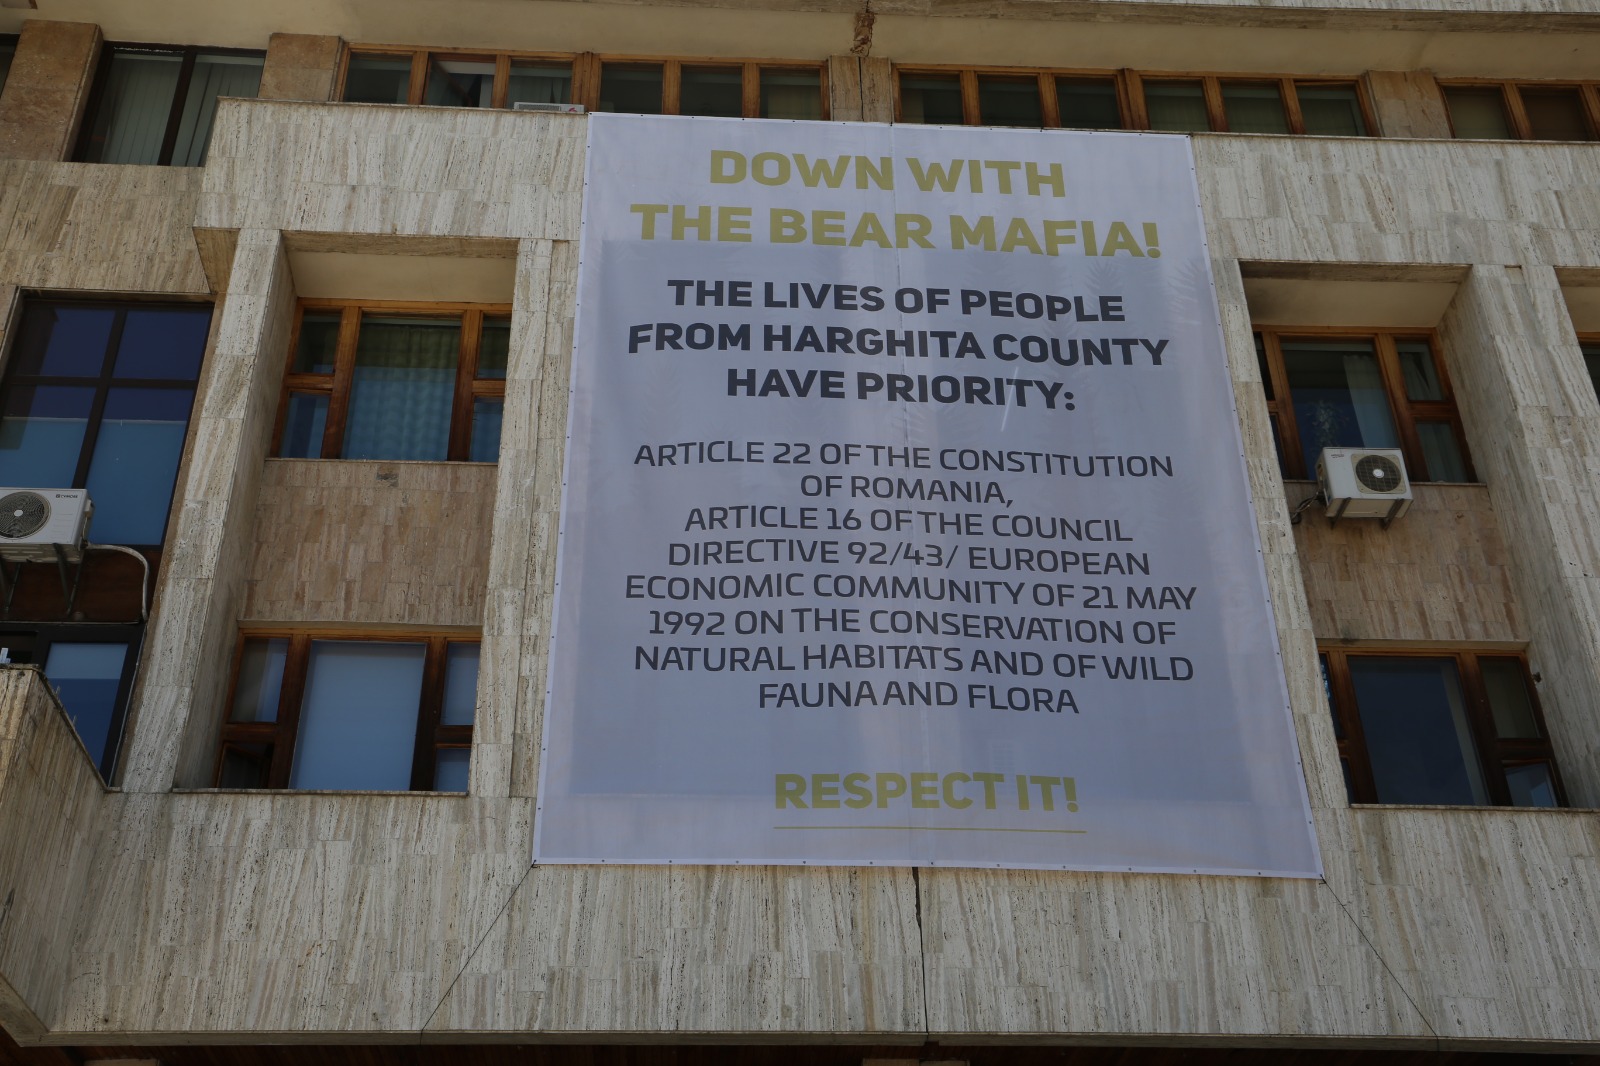 DOWN WITH
THE BEAR MAFIA!
THE LIVES OF PEOPLE
FROM HARGHITA COUNTY
HAVE PRIORITY:
ARTICLE 22 OF THE CONSTITUTION
OF ROMANIA,
ARTICLE 16 OF THE COUNCIL
DIRECTIVE 92/43/ EUROPEAN
ECONOMIC COMMUNITY OF 21 MAY
1992 ON THE CONSERVATION OF
NATURAL HABITATS AND OF WILD
FAUNA AND FLORA
RESPECT IT!